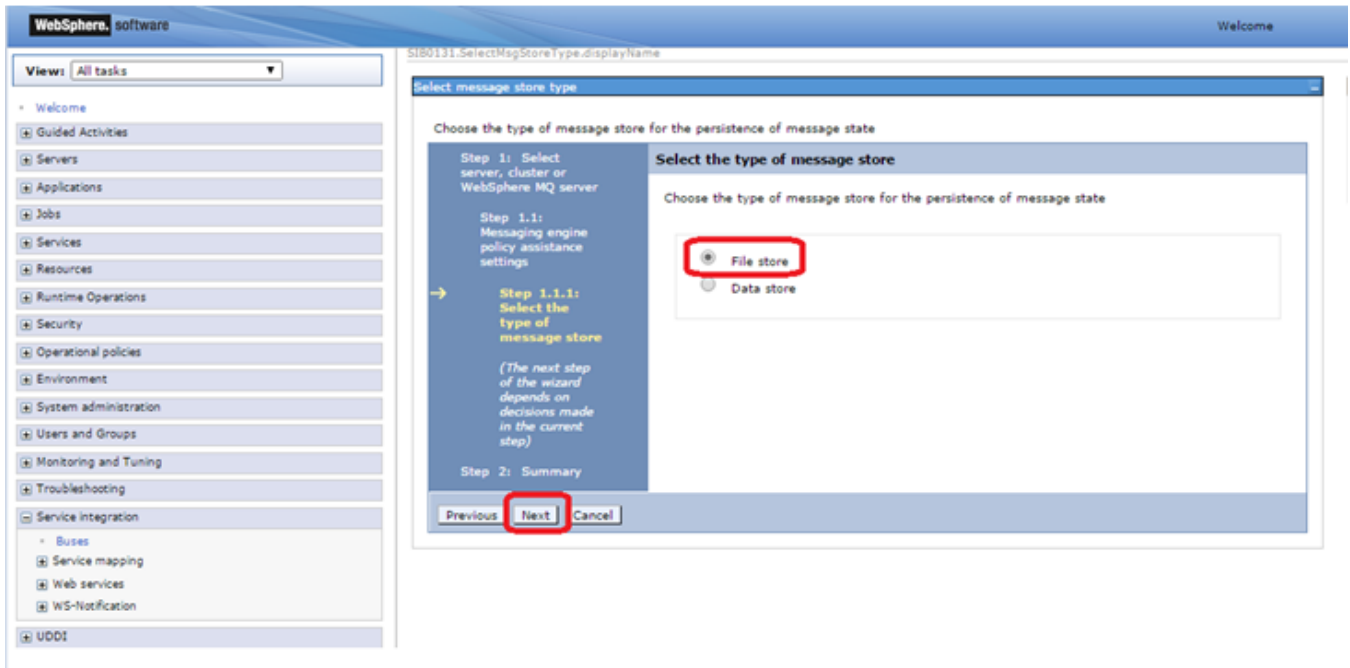 WebSphere. software
Welcome
View: All tasks
Welcome
Guided Activities
Servers
Applications
Jobs
Services
Resources
Runtime Operations
Security
Operational policies
Environment
System administration
Users and Groups
Monitoring and Tuning
Troubleshooting
Service integration
Buses
Service mapping
Web services
WS-Notification
UDDI
SIB0131.SelectMsgStoreType.displayName
Select message store type
Choose the type of message store for the persistence of message state
Step 1: Select
server, cluster or
WebSphere MQ server
Step 1.1:
Messaging engine
policy assistance
settings
Step 1.1.1:
Select the
type of
message store
(The next step
of the wizard
depends on
decisions made
in the current
step)
Step 2: Summary
Select the type of message store
Choose the type of message store for the persistence of message state
File store
Data store
Previous Next Cancel